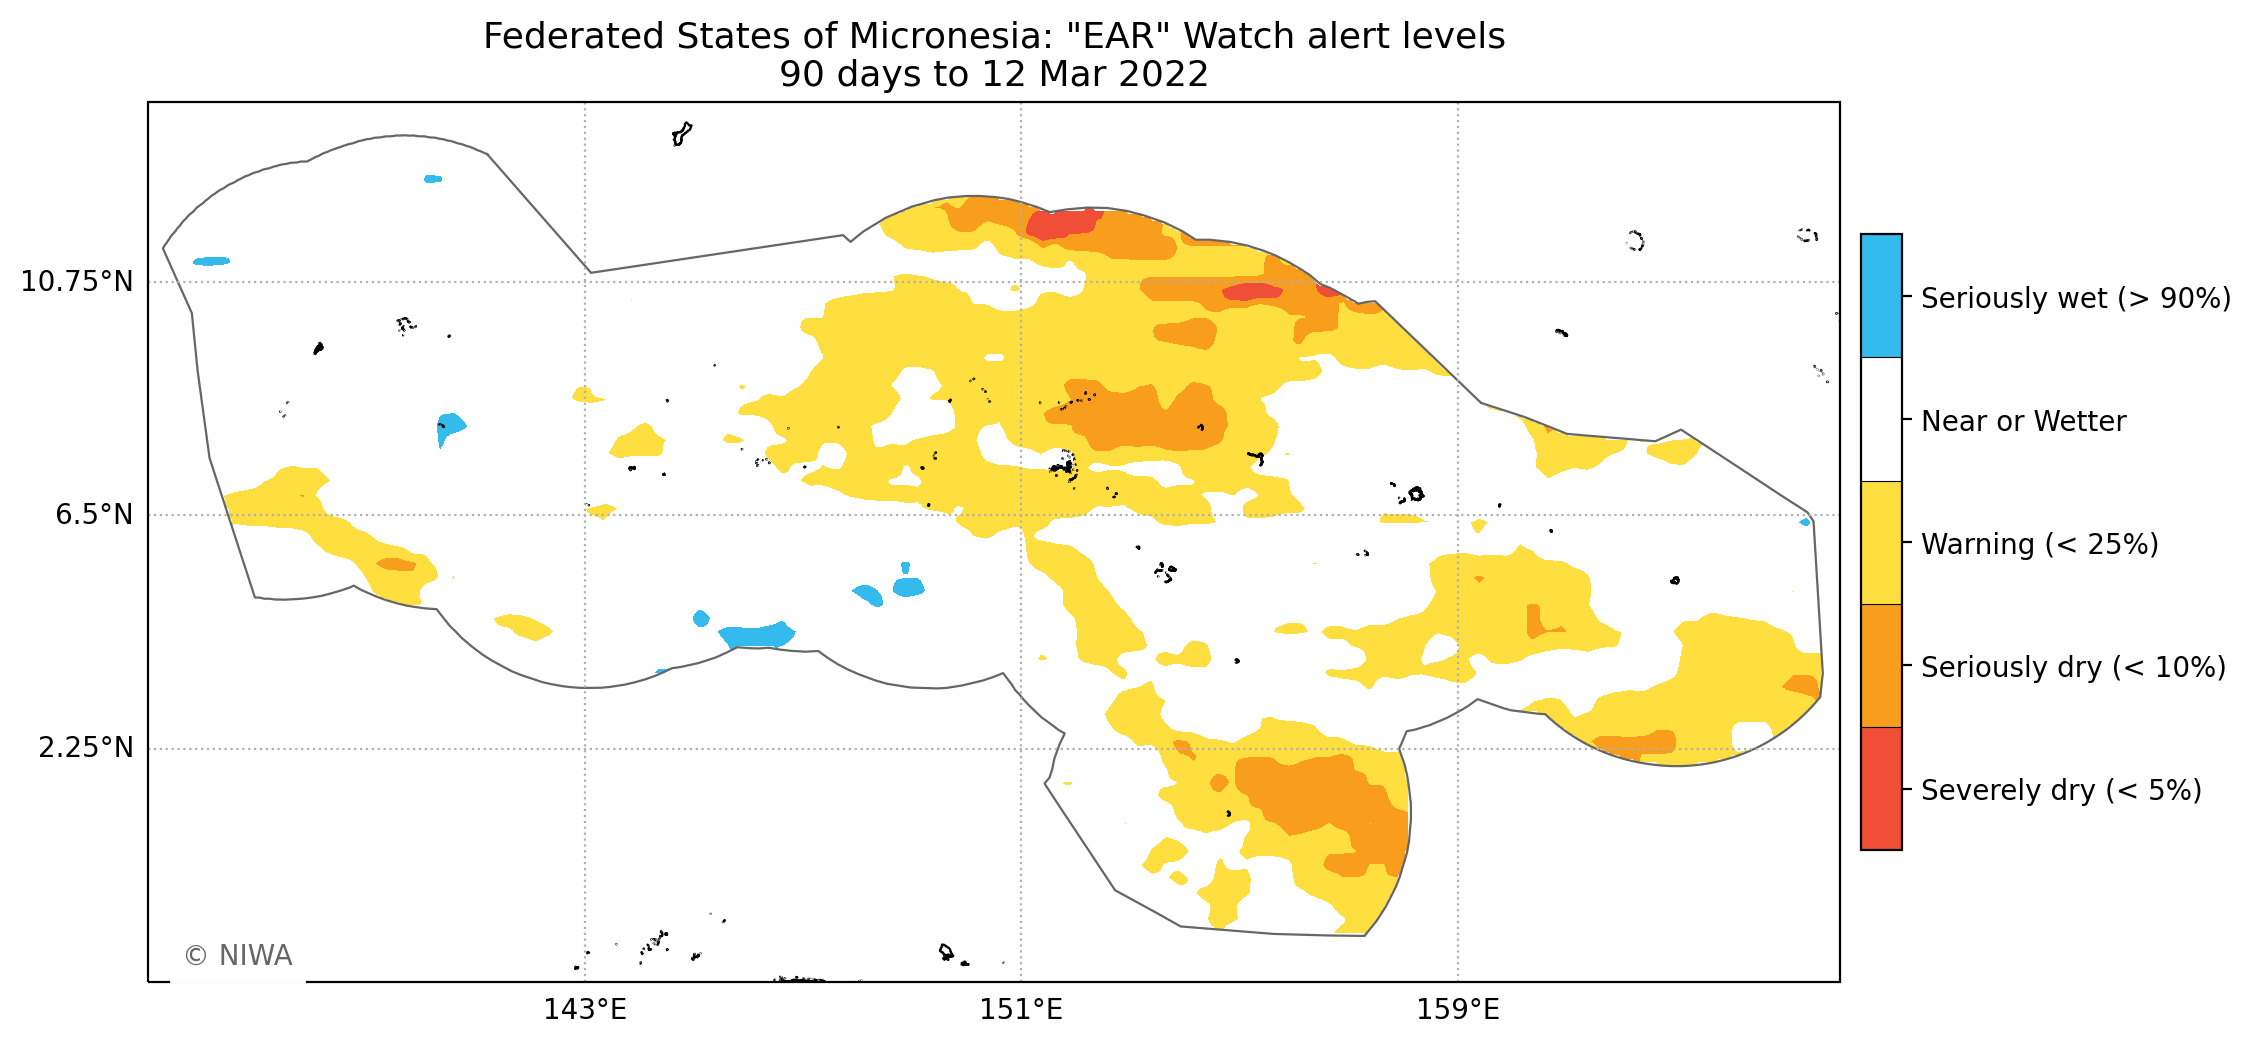 Federated States of Micronesia: "EAR" Watch alert levels
90 days to 12 Mar 2022
10.75°N
6.5°N
2.25°N
143°E
151°E
159°E
© NIWA
Seriously wet (> 90%)
Near or Wetter
Warning (< 25%)
Seriously dry (< 10%)
Severely dry (< 5%)